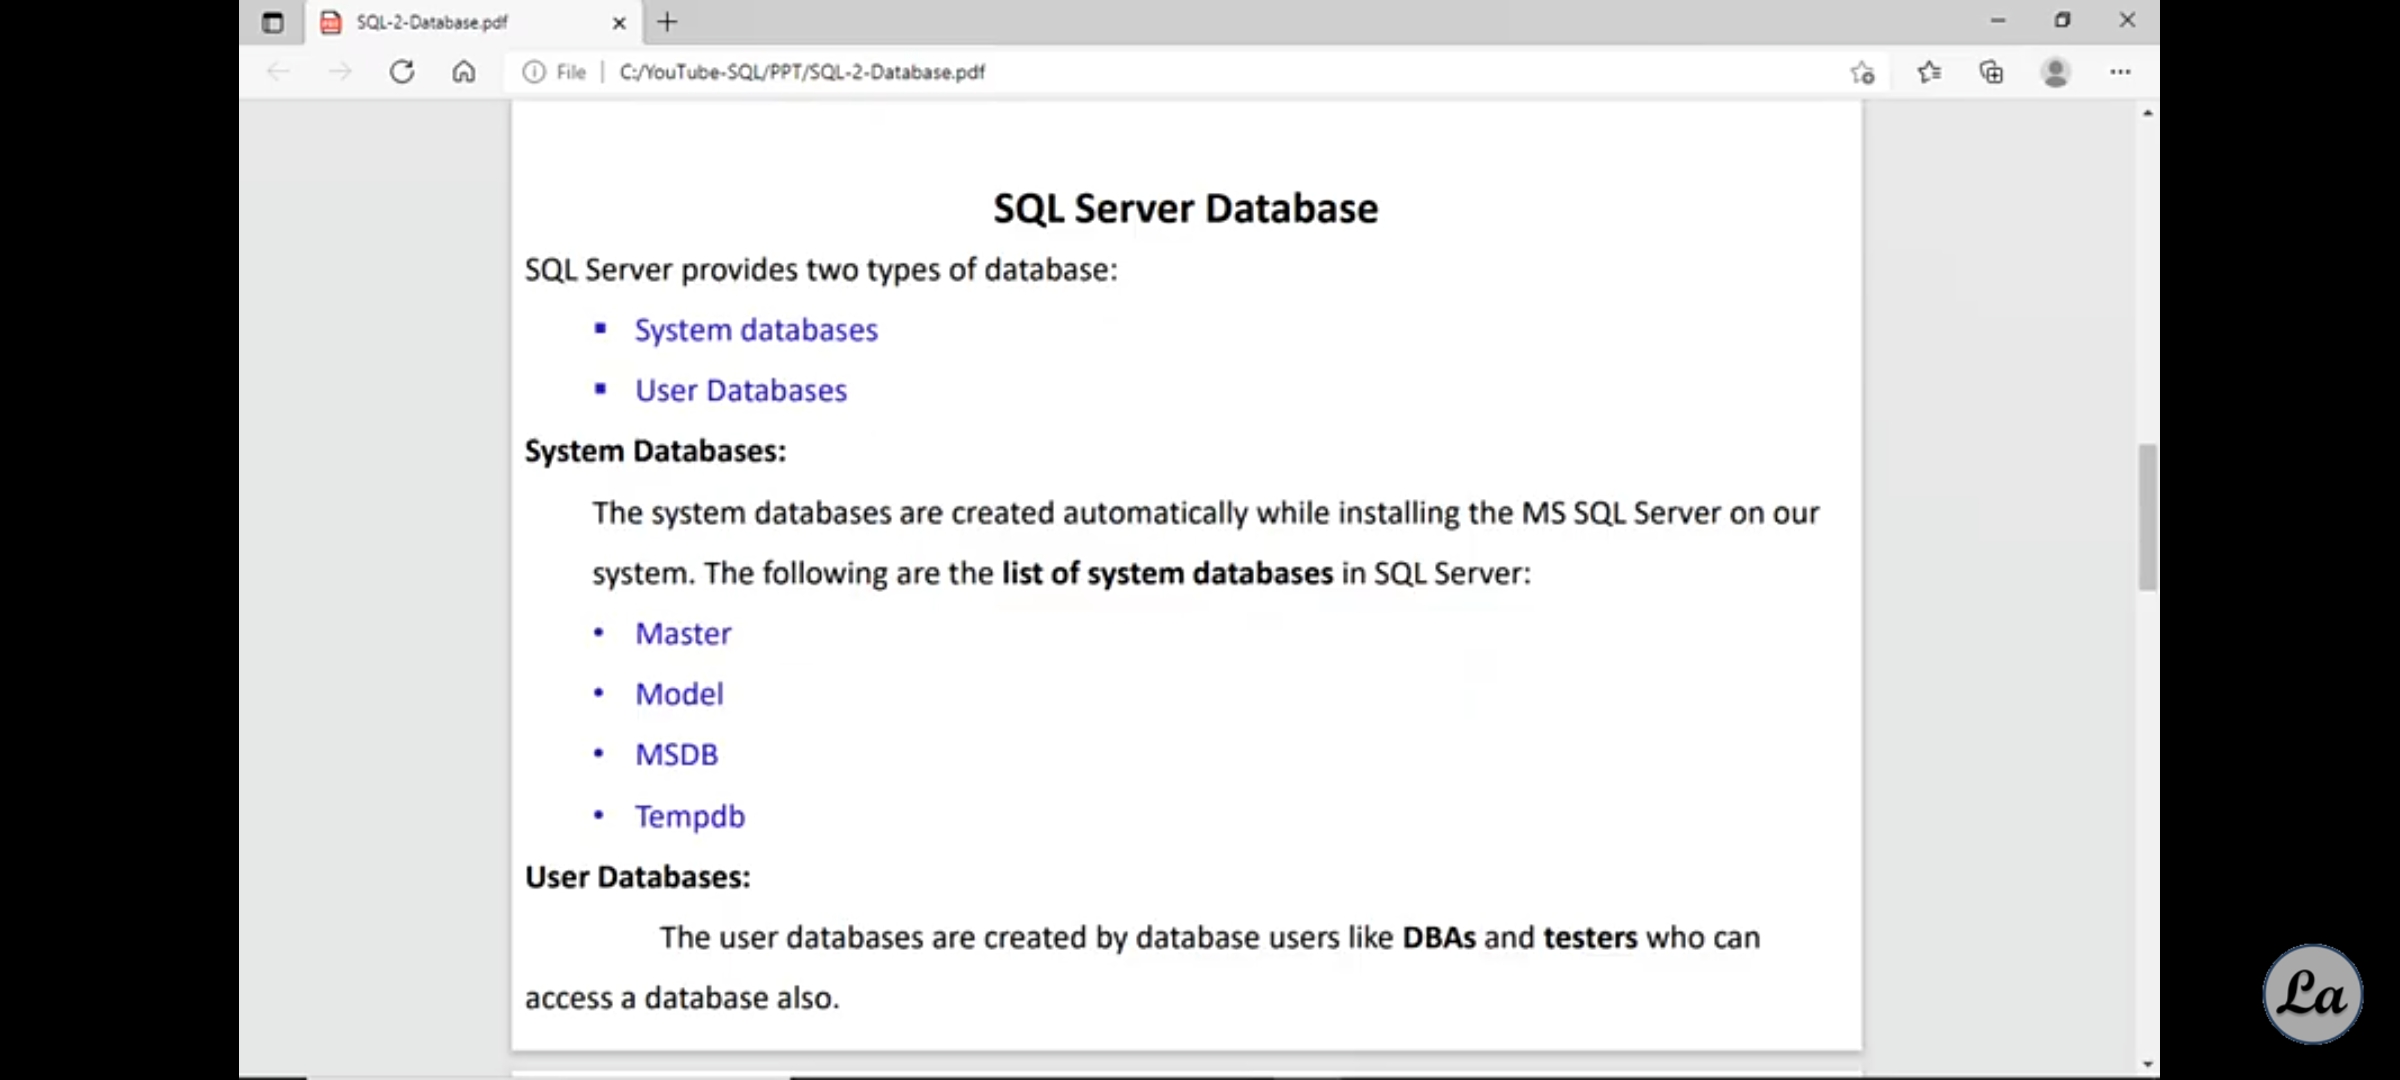 SQL-2-Database.pdf
File | C:/YouTube-SQL/PPT/SQL-2-Database.pdf
SQL Server Database
SQL Server provides two types of database:
▪ System databases
▪ User Databases
System Databases:
The system databases are created automatically while installing the MS SQL Server on our
system. The following are the list of system databases in SQL Server:
• Master
• Model
• MSDB
• Tempdb
User Databases:
The user databases are created by database users like DBAs and testers who can
access a database also.
La